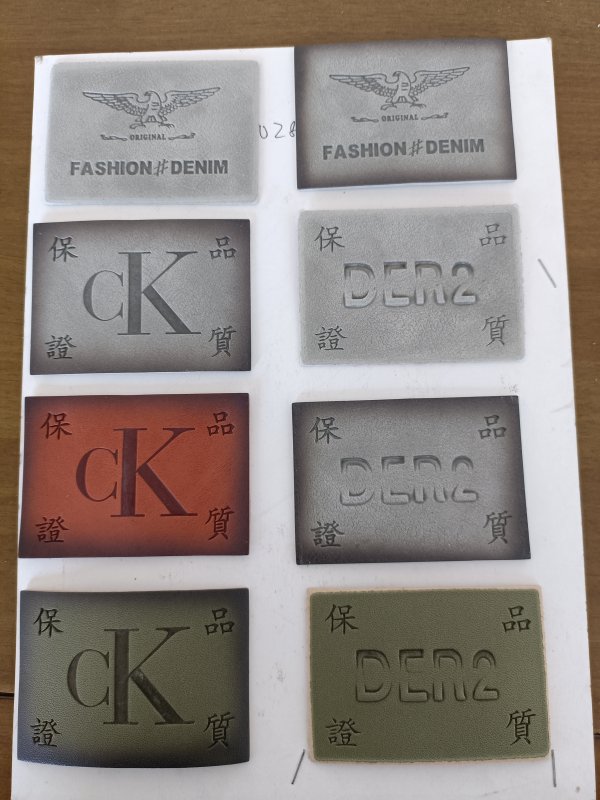 ORIGINAL
FASHION#DENIM
028
ORIGINAL
FASHION#DENIM
保 品
CK
證 質
保 品
DER2
證 質
保 品
CK
證 質
保 品
DER2
證 質
保 品
CK
證 質
保 品
DER2
證 質